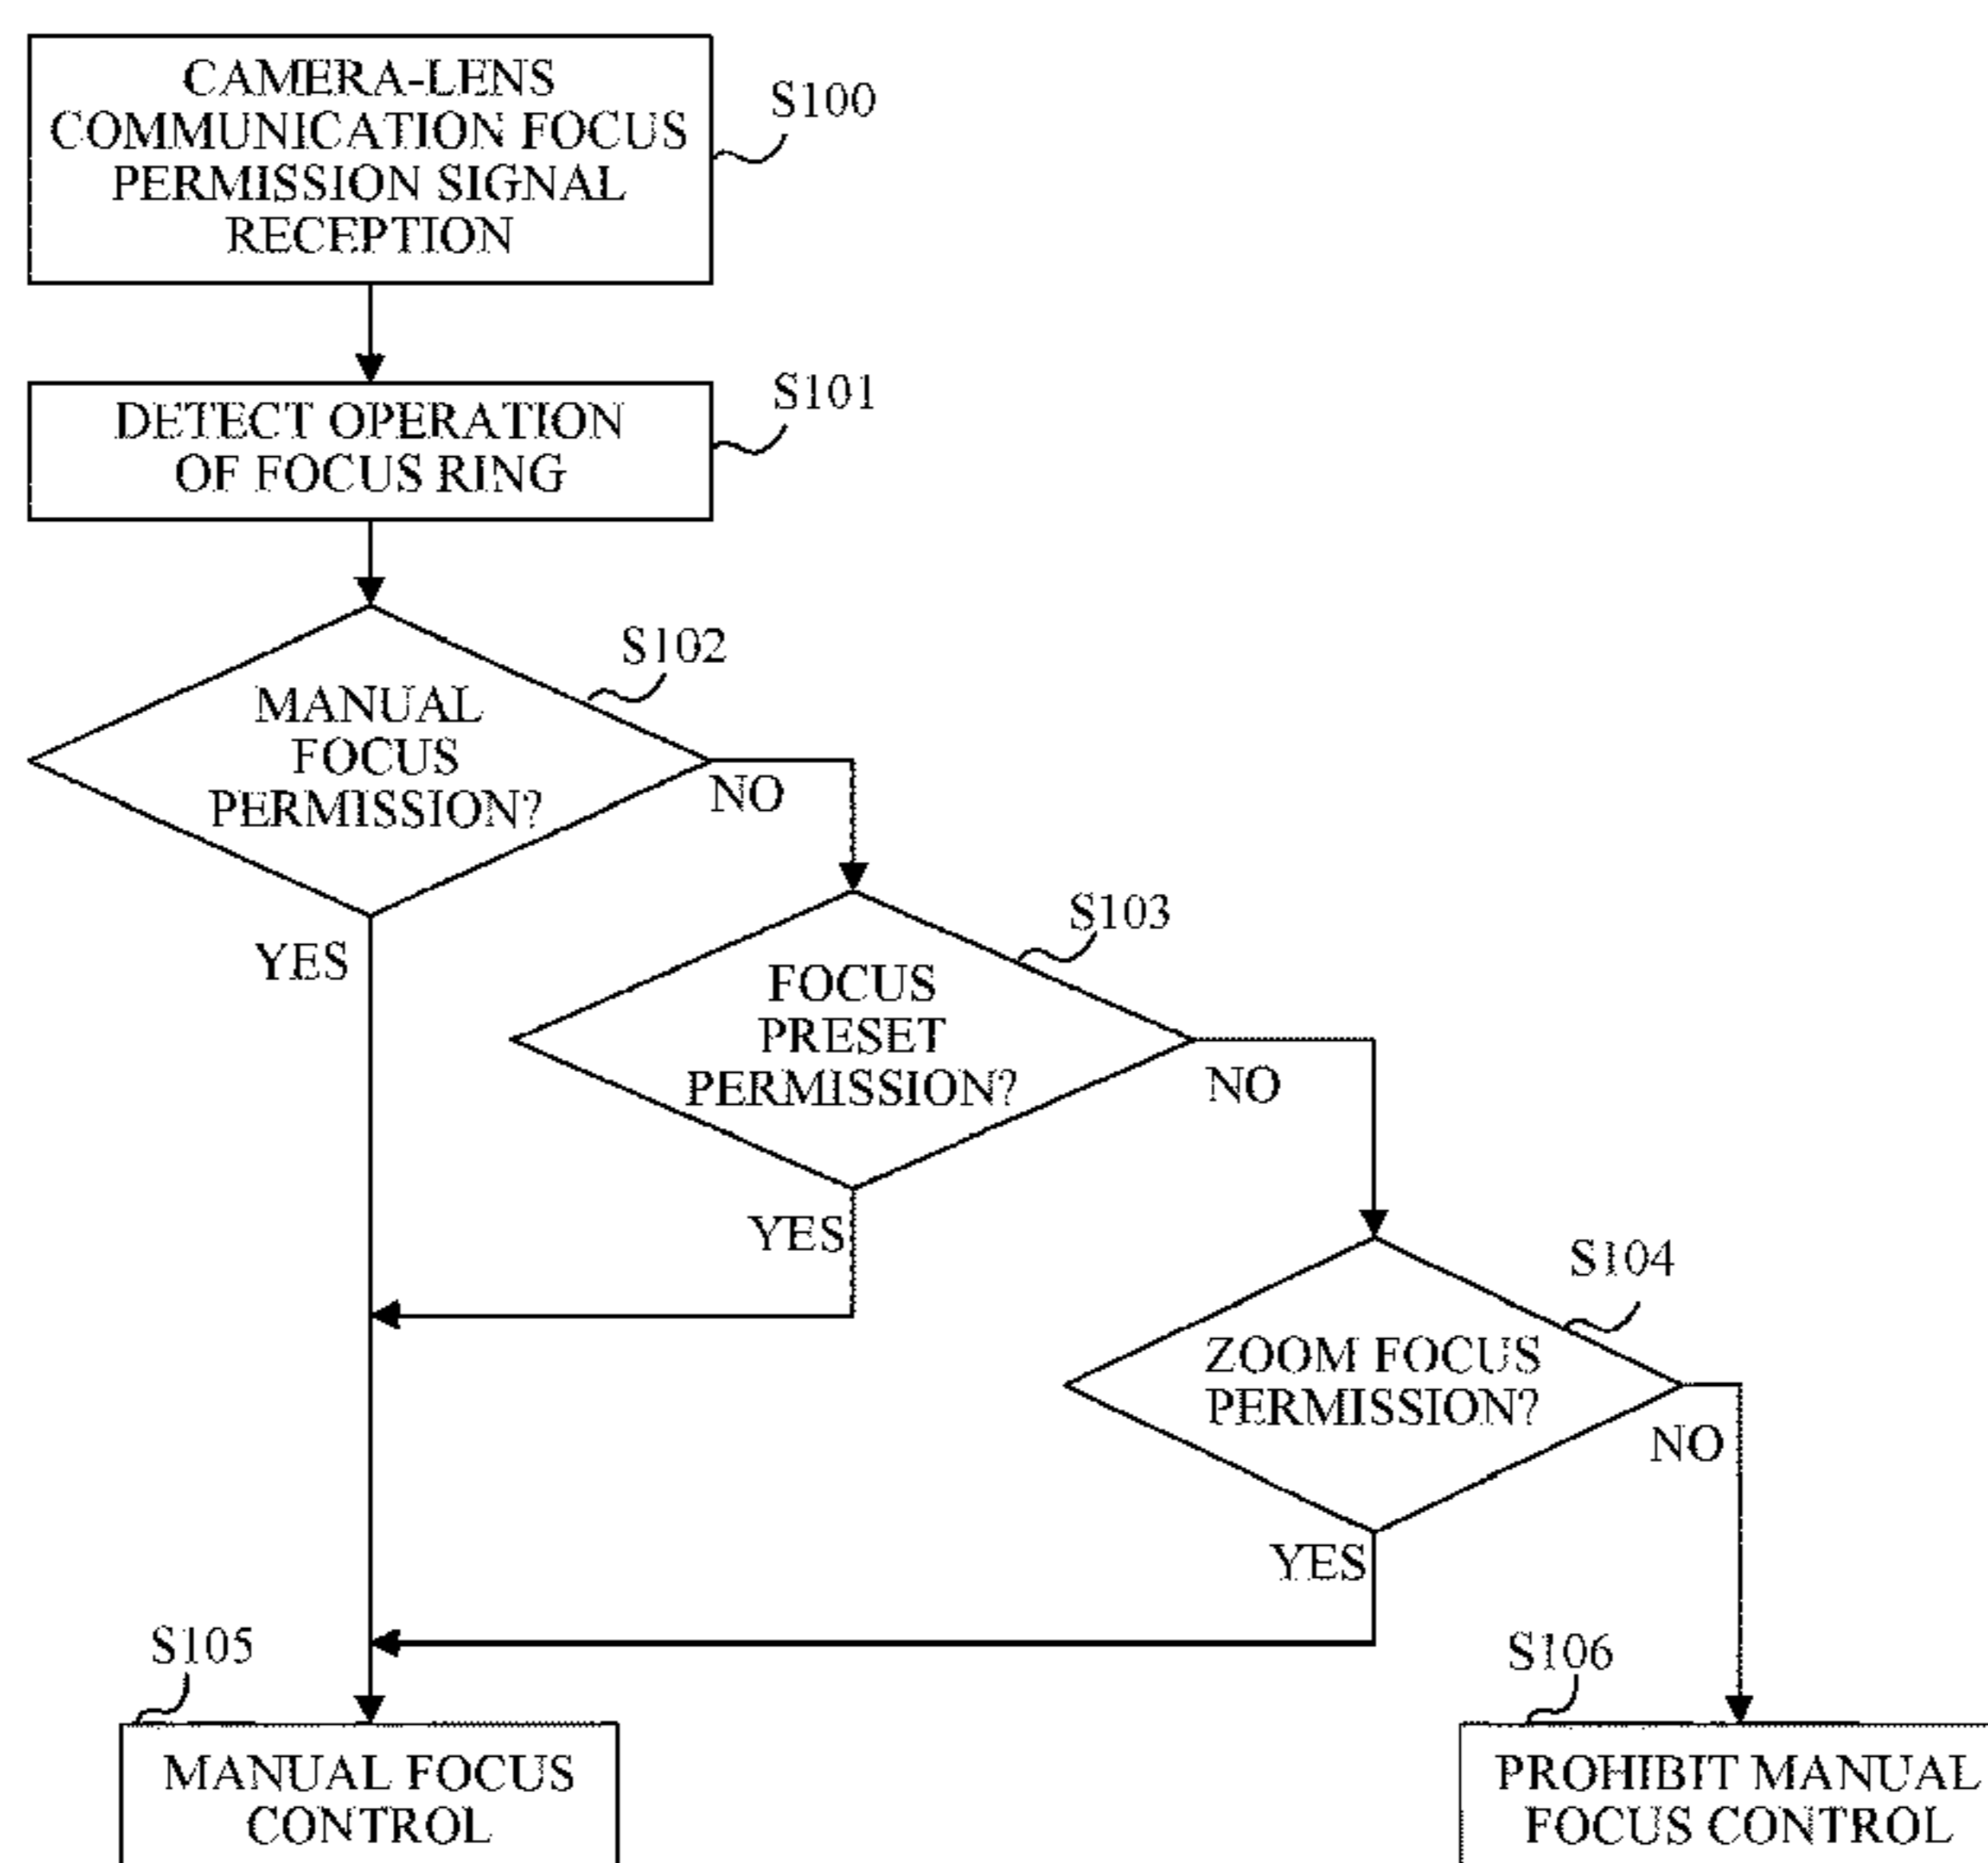 CAMERA-LENS
COMMUNICATION FOCUS
PERMISSION SIGNAL
RECEPTION
S100
DETECT OPERATION
OF FOCUS RING
S101
MANUAL
FOCUS
PERMISSION?
S102
NO
YES
FOCUS
PRESET
PERMISSION?
S103
NO
YES
ZOOM FOCUS
PERMISSION?
S104
NO
YES
S105
MANUAL FOCUS
CONTROL
S106
PROHIBIT MANUAL
FOCUS CONTROL